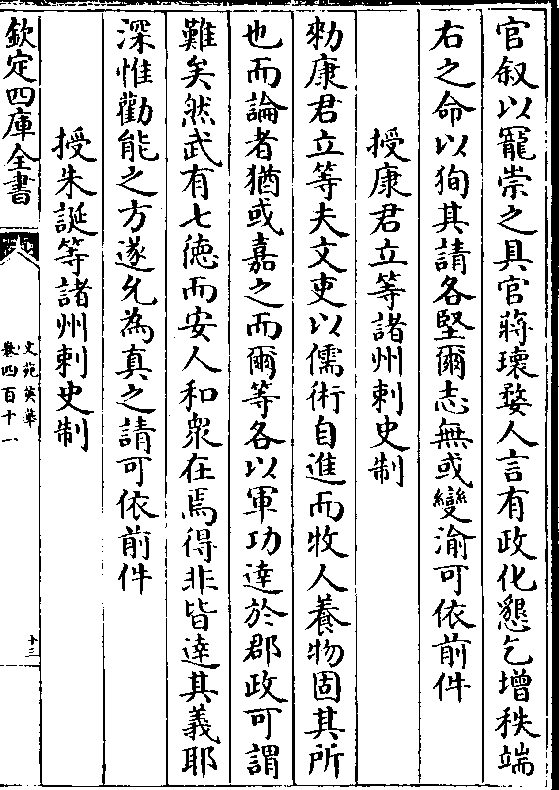 官叙以寵崇之具官蔣瓌婺人言有政化懇乞增秩端
右之命以狥其請各堅爾志無或變渝可依前件
授康君立等諸州刺史制
勑康君立等夫文吏以儒術自進而牧人養物固其所
也而論者猶或嘉之而爾等各以軍功達於郡政可謂
難矣然武有七徳而安人和衆在焉得非皆達其義耶
深惟勸能之方遂允為真之請可依前件
授朱誕等諸州刺史制
欽定四庫全書
文苑英華
卷四百十一
十三